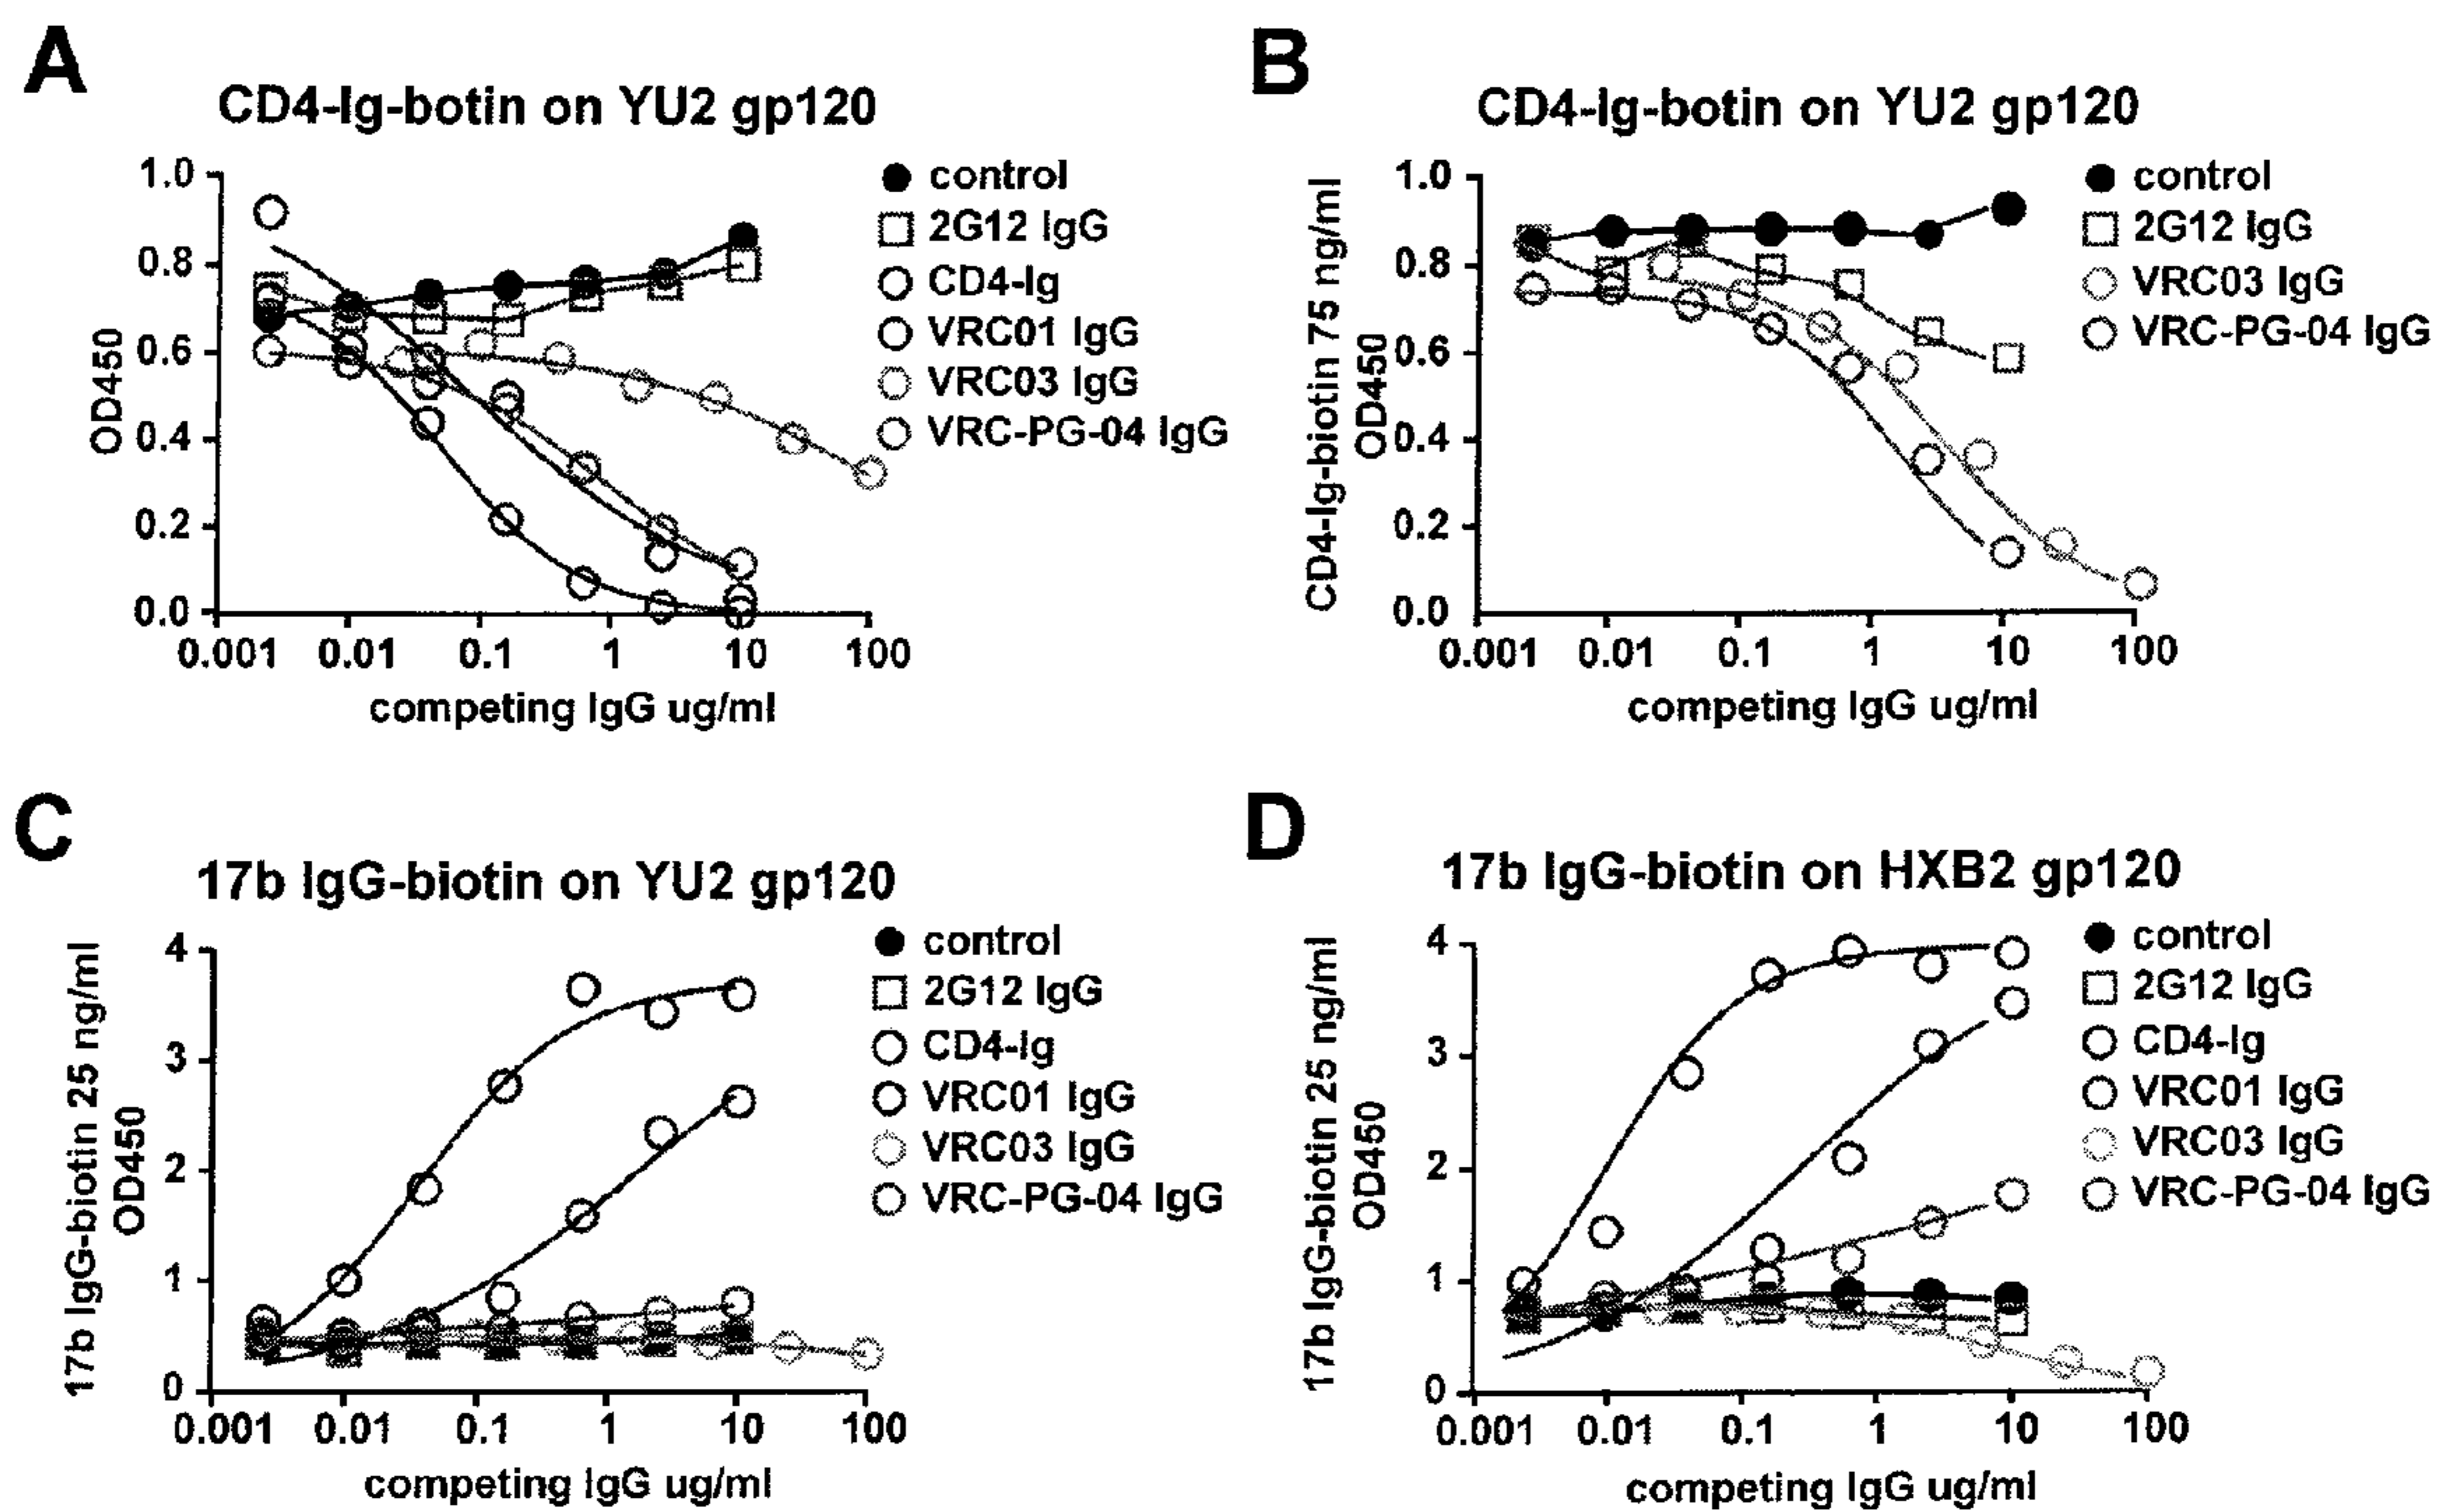 A
CD4-Ig-botin on YU2 gp120
1.0
0.8
0.6
0.4
0.2
0.0
OD450
0.001 0.01 0.1 1 10 100
competing IgG ug/ml
control
2G12 IgG
CD4-Ig
VRC01 IgG
VRC03 IgG
VRC-PG-04 IgG
B
CD4-Ig-botin on YU2 gp120
CD4-Ig-biotin 75 ng/ml
OD450
1.0
0.8
0.6
0.4
0.2
0.0
0.001 0.01 0.1 1 10 100
competing IgG ug/ml
control
2G12 IgG
VRC03 IgG
VRC-PG-04 IgG
C
17b IgG-biotin on YU2 gp120
17b IgG-biotin 25 ng/ml
OD450
4
3
2
1
0
0.001 0.01 0.1 1 10 100
competing IgG ug/ml
control
2G12 IgG
CD4-Ig
VRC01 IgG
VRC03 IgG
VRC-PG-04 IgG
D
17b IgG-biotin on HXB2 gp120
17b IgG-biotin 25 ng/ml
OD450
4
3
2
1
0
0.001 0.01 0.1 1 10 100
competing IgG ug/ml
control
2G12 IgG
CD4-Ig
VRC01 IgG
VRC03 IgG
VRC-PG-04 IgG